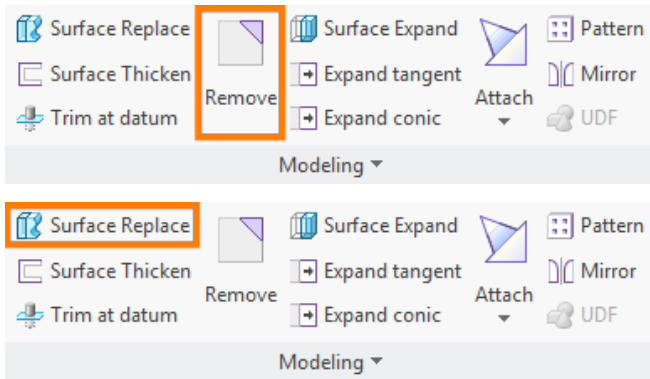 Surface Replace Surface Expand Pattern
Surface Thicken Expand tangent Mirror
Remove Attach
Trim at datum Expand conic UDF
Modeling
Surface Replace Surface Expand Pattern
Surface Thicken Expand tangent Mirror
Remove Attach
Trim at datum Expand conic UDF
Modeling